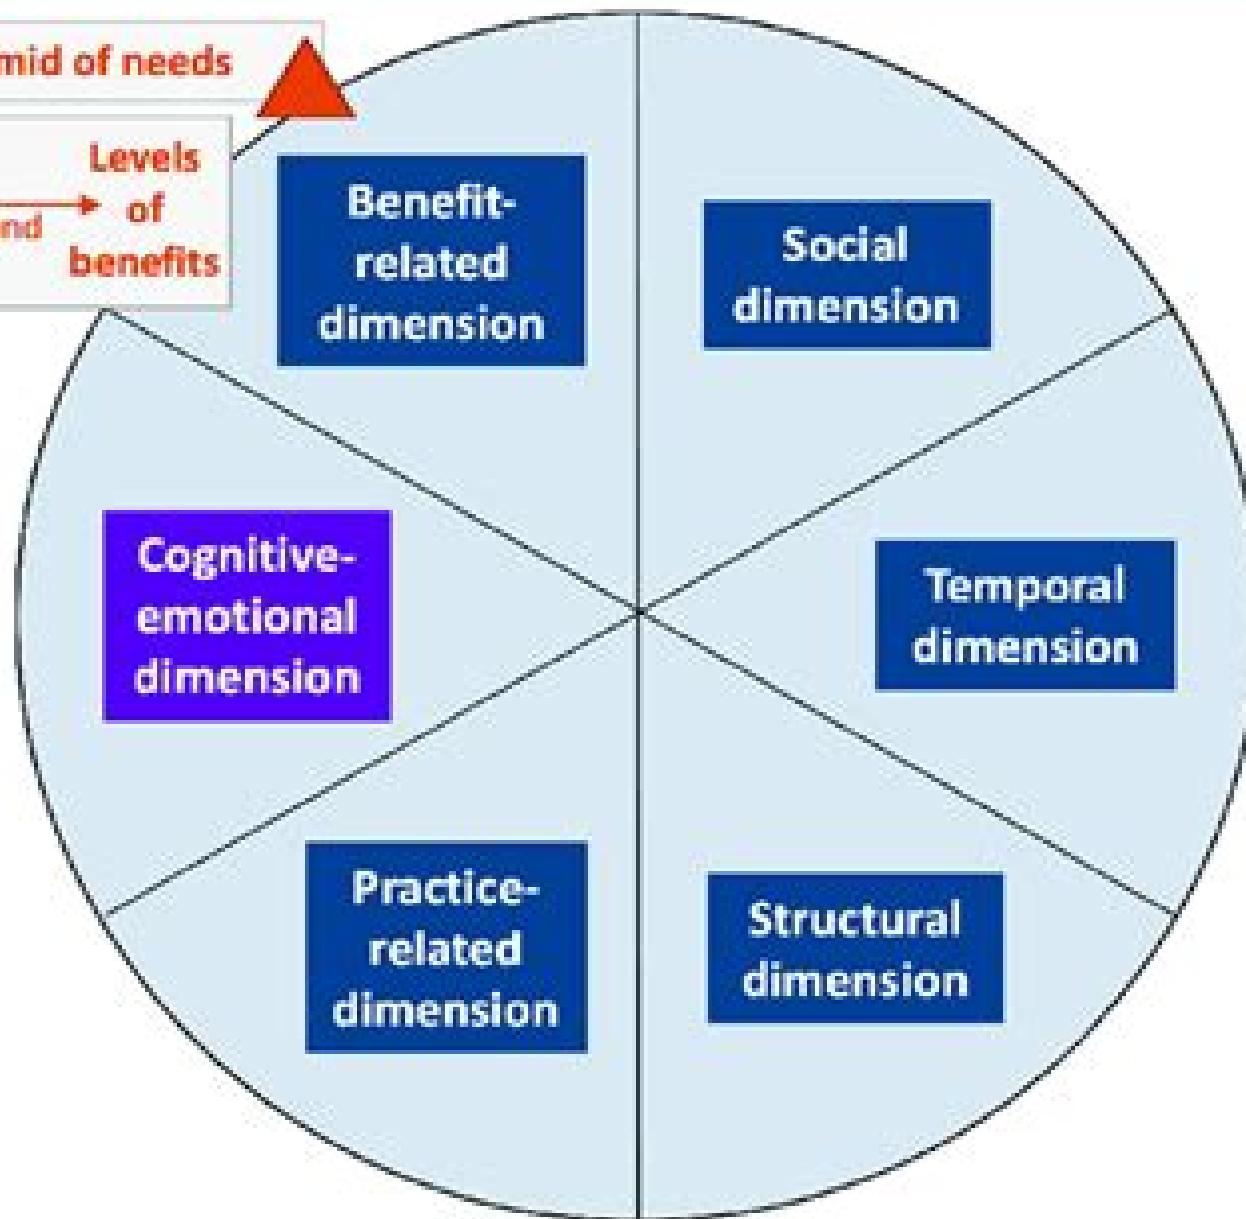 mid of needs
Levels
of
nd
benefits
Benefit-
related
dimension
Social
dimension
Cognitive-
emotional
dimension
Temporal
dimension
Practice-
related
dimension
Structural
dimension